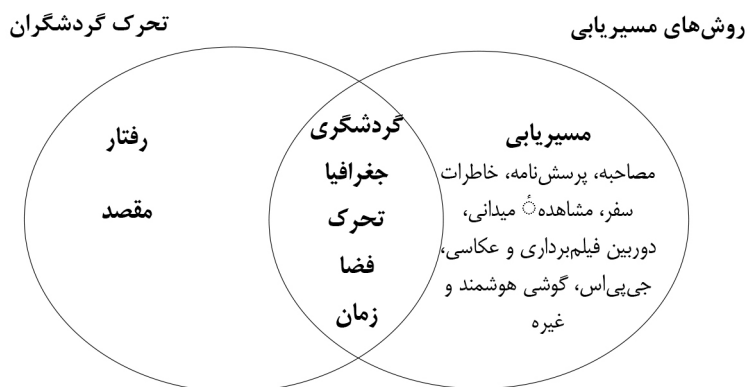 روش‌های مسیریابی
تحرک گردشگران
مسیریابی
مصاحبه، پرسش‌نامه، خاطرات
سفر، مشاهدهٔ میدانی،
دوربین فیلم‌برداری و عکاسی،
جی‌پی‌اس، گوشی هوشمند و
غیره
گردشگری
جغرافیا
تحرک
فضا
زمان
رفتار
مقصد